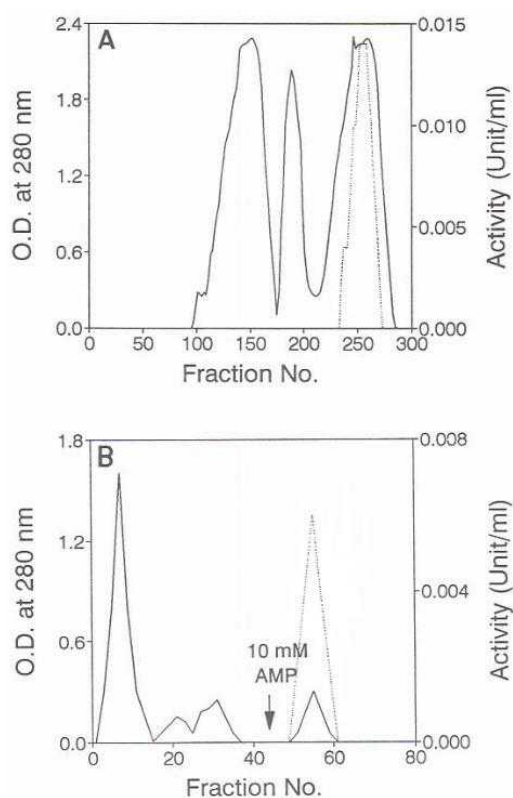 A
O.D. at 280 nm
2.4
1.8
1.2
0.6
0.0
0.015
0.010
0.005
0.000
Activity (Unit/ml)
0 50 100 150 200 250 300
Fraction No.
B
O.D. at 280 nm
1.8
1.2
0.6
0.0
0.008
0.004
0.000
Activity (Unit/ml)
10 mM
AMP
0 20 40 60 80
Fraction No.